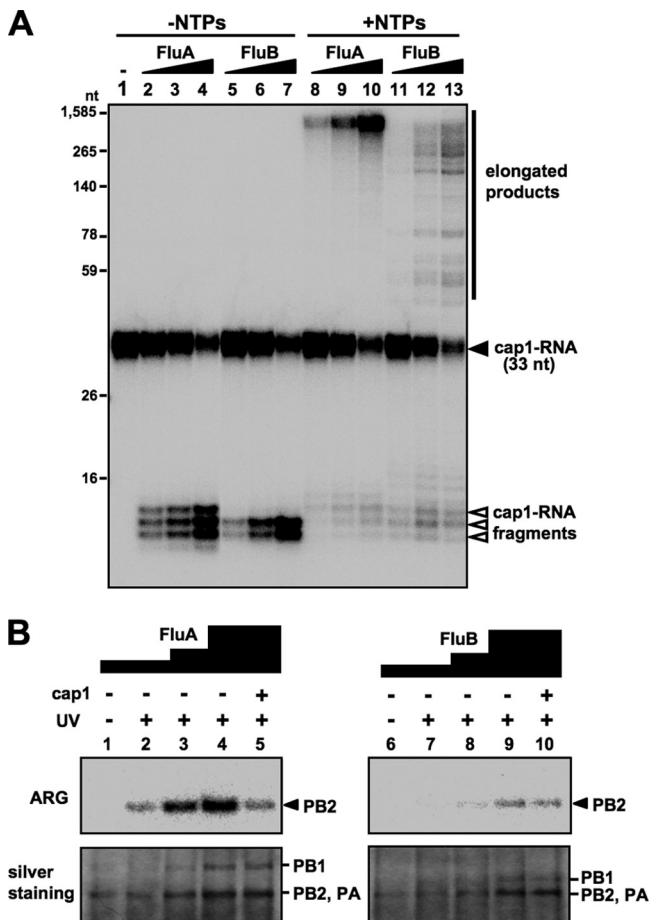 A
-NTPs +NTPs
FluA FluB FluA FluB
- 
1 2 3 4 5 6 7 8 9 10 11 12 13
nt
1,585
265
140
78
59
26
16
elongated
products
cap1-RNA
(33 nt)
cap1-RNA
fragments
B
FluA FluB
cap1 - - - - + - - - - +
UV - + + + + - + + + +
1 2 3 4 5 6 7 8 9 10
ARG PB2 PB2
silver
staining
PB1
PB2, PA
PB1
PB2, PA